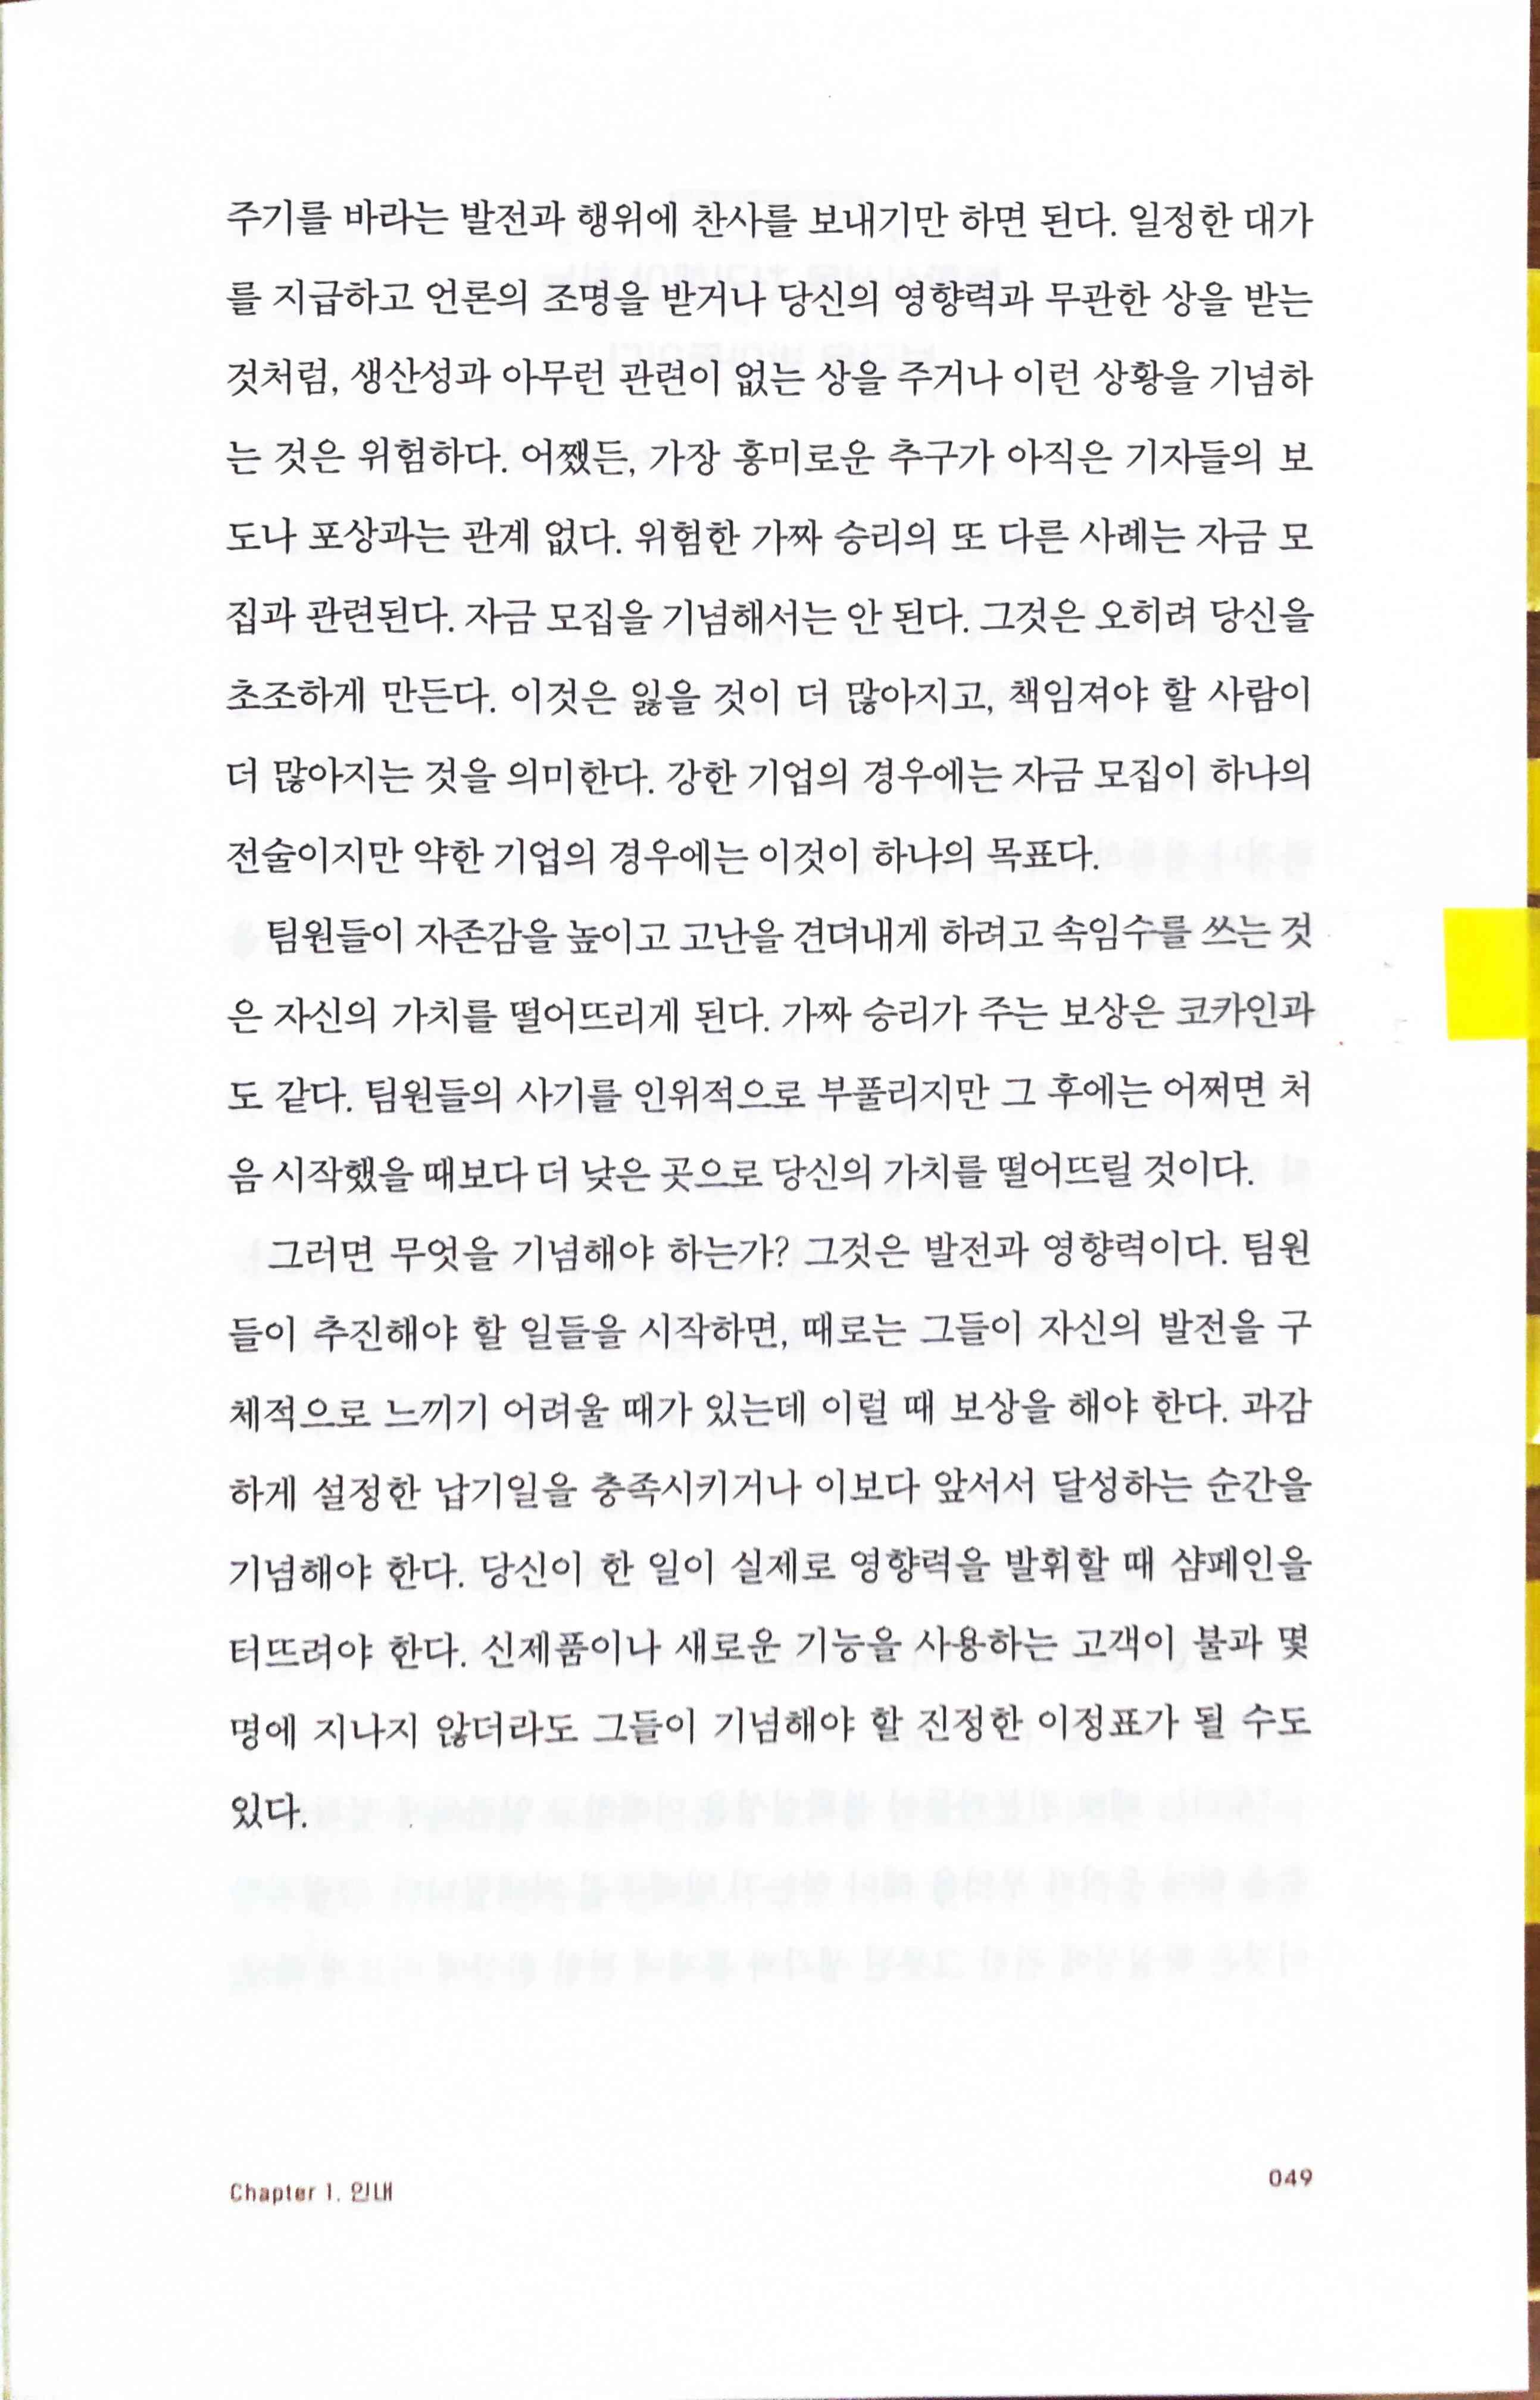 주기를 바라는 발전과 행위에 찬사를 보내기만 하면 된다. 일정한 대가
를 지급하고 언론의 조명을 받거나 당신의 영향력과 무관한 상을 받는
것처럼, 생산성과 아무런 관련이 없는 상을 주거나 이런 상황을 기념하
는 것은 위험하다. 어쨌든, 가장 흥미로운 추구가 아직은 기자들의 보
도나 포상과는 관계 없다. 위험한 가짜 승리의 또 다른 사례는 자금 모
집과 관련된다. 자금 모집을 기념해서는 안 된다. 그것은 오히려 당신을
초조하게 만든다. 이것은 잃을 것이 더 많아지고, 책임져야 할 사람이
더 많아지는 것을 의미한다. 강한 기업의 경우에는 자금 모집이 하나의
전술이지만 약한 기업의 경우에는 이것이 하나의 목표다.
팀원들이 자존감을 높이고 고난을 견뎌내게 하려고 속임수를 쓰는 것
은 자신의 가치를 떨어뜨리게 된다. 가짜 승리가 주는 보상은 코카인과
도 같다. 팀원들의 사기를 인위적으로 부풀리지만 그 후에는 어쩌면 처
음 시작했을 때보다 더 낮은 곳으로 당신의 가치를 떨어뜨릴 것이다.
그러면 무엇을 기념해야 하는가? 그것은 발전과 영향력이다. 팀원
들이 추진해야 할 일들을 시작하면, 때로는 그들이 자신의 발전을 구
체적으로 느끼기 어려울 때가 있는데 이럴 때 보상을 해야 한다. 과감
하게 설정한 납기일을 충족시키거나 이보다 앞서서 달성하는 순간을
기념해야 한다. 당신이 한 일이 실제로 영향력을 발휘할 때 샴페인을
터뜨려야 한다. 신제품이나 새로운 기능을 사용하는 고객이 불과 몇
명에 지나지 않더라도 그들이 기념해야 할 진정한 이정표가 될 수도
있다.
Chapter 1. 인내
049